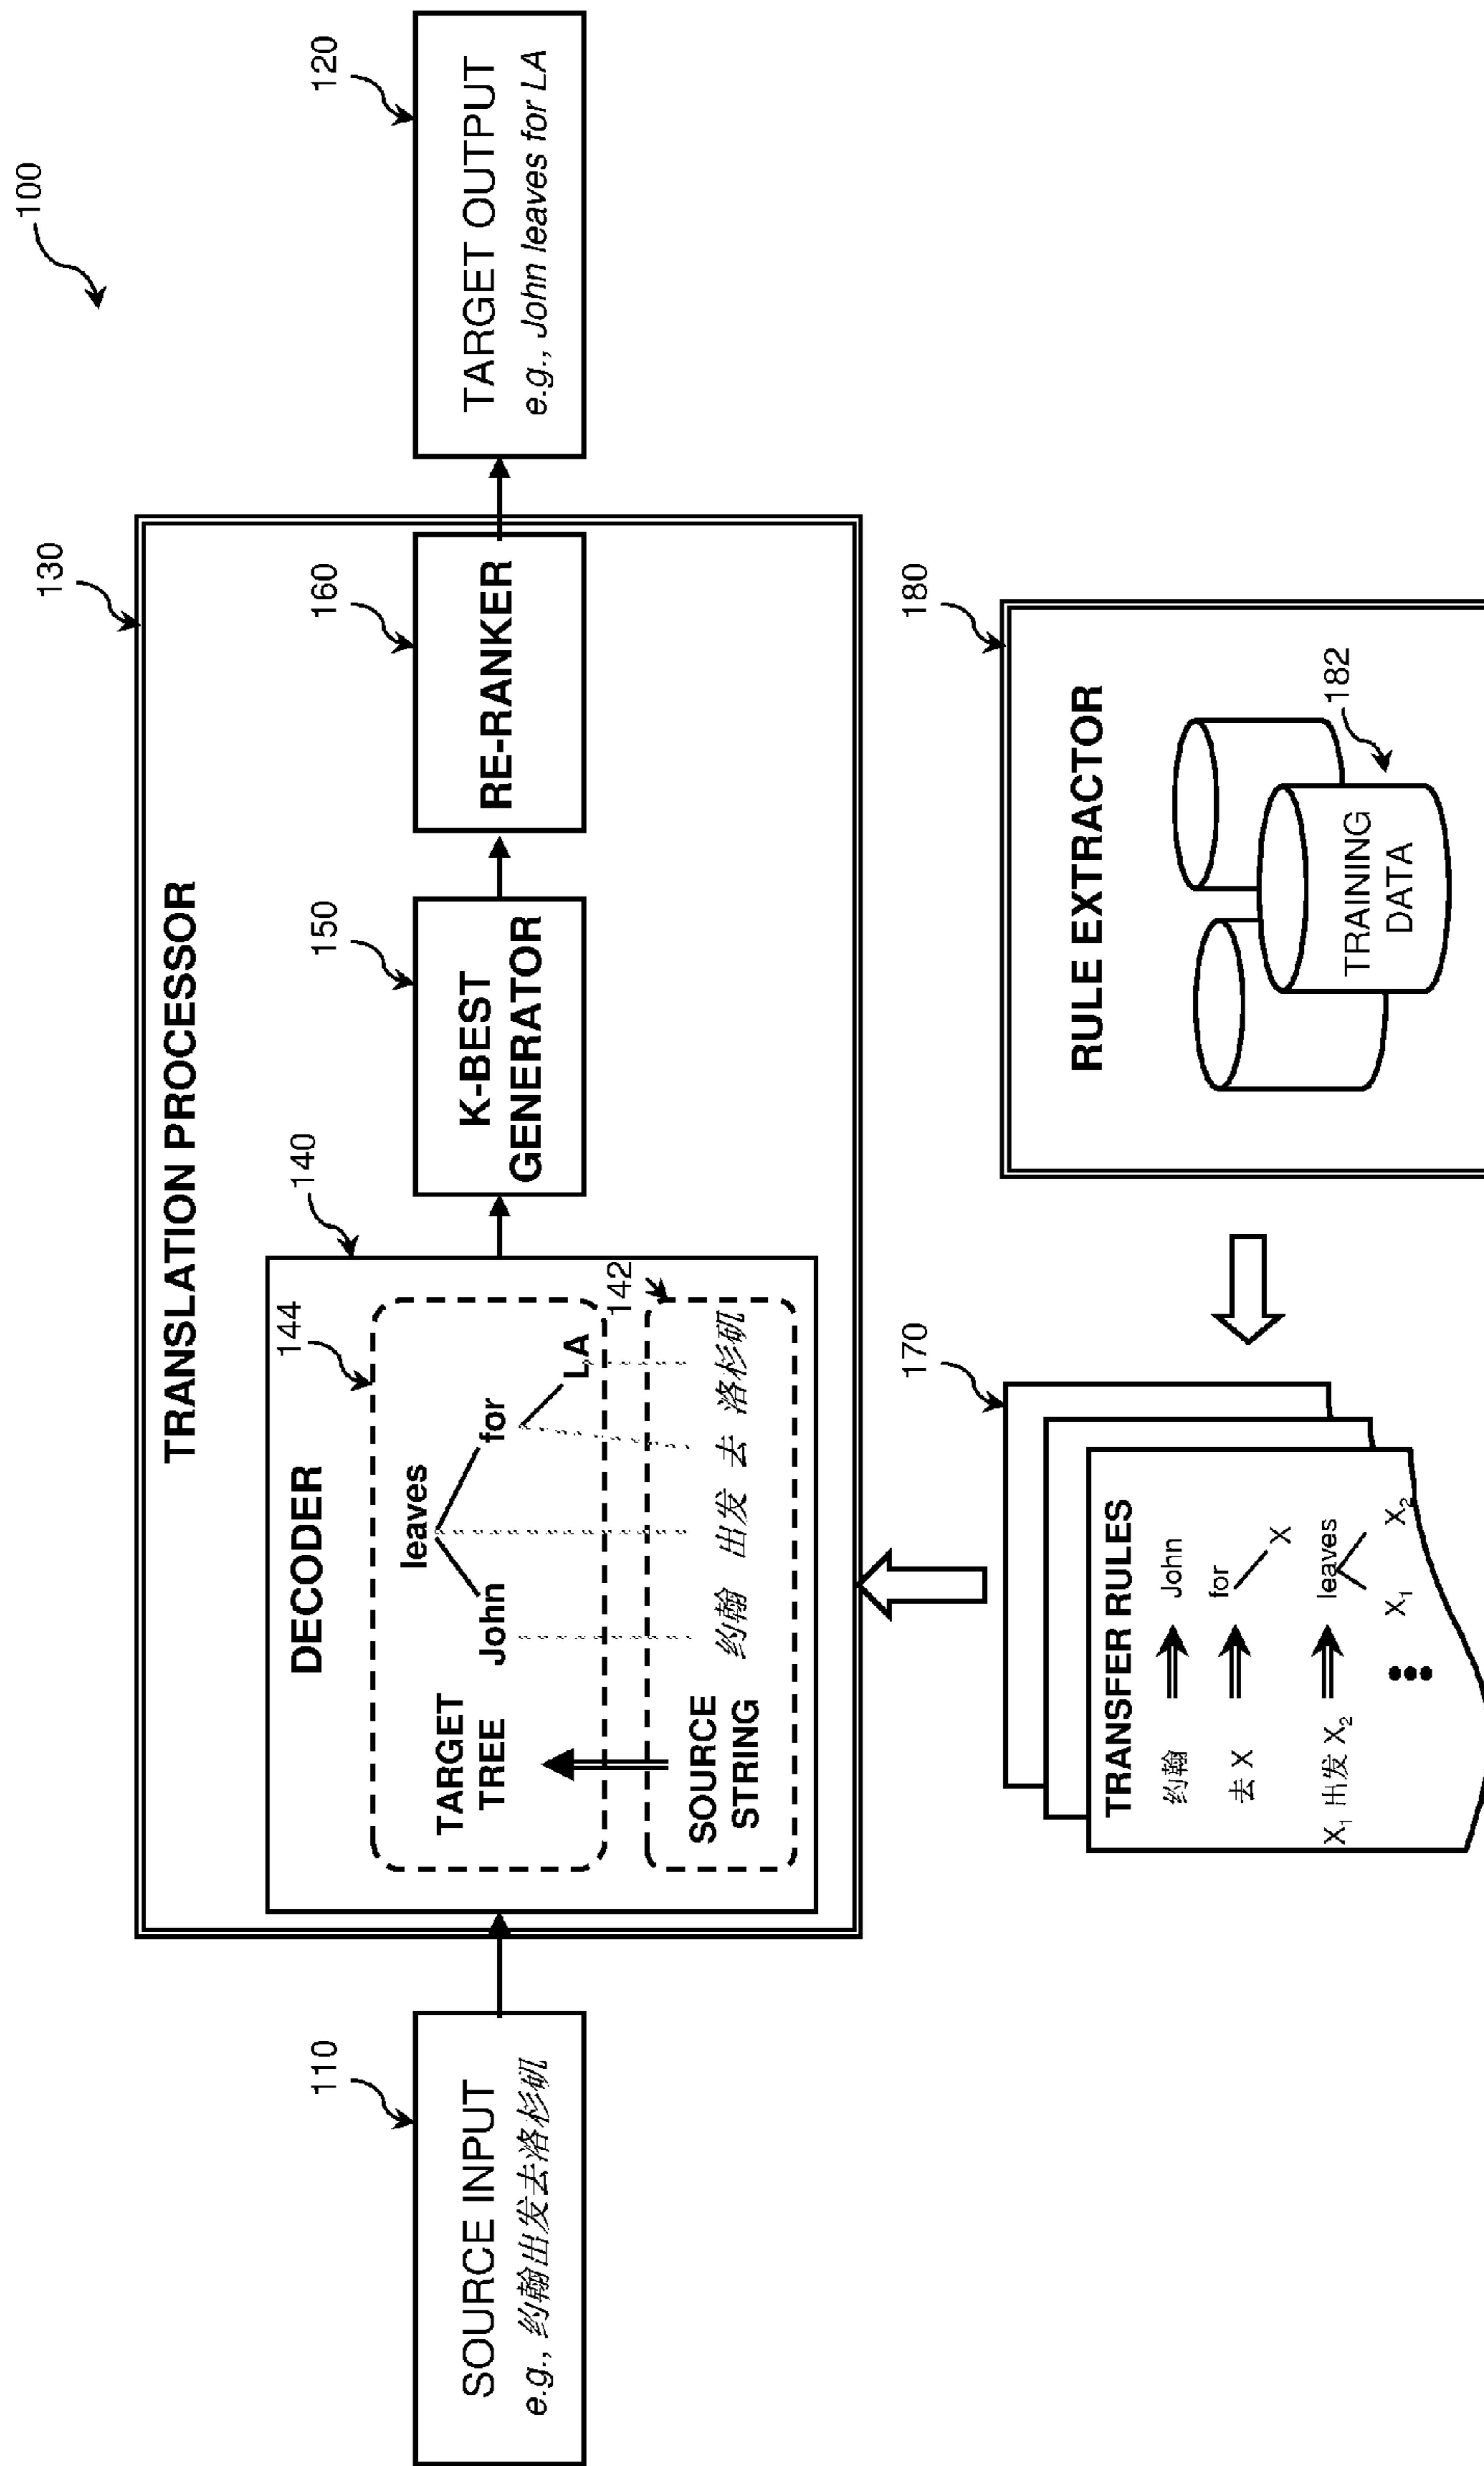 100
130
TRANSLATION PROCESSOR
110
SOURCE INPUT
e.g., 约翰出发去洛杉矶
140
DECODER
144
TARGET
TREE
leaves
John
for
LA
142
SOURCE
STRING
约翰 出发 去 洛杉矶
150
K-BEST
GENERATOR
160
RE-RANKER
120
TARGET OUTPUT
e.g., John leaves for LA
170
TRANSFER RULES
约翰 John
去 X for
X
X₁ 出发 X₂ leaves
X₁ X₂
180
RULE EXTRACTOR
182
TRAINING
DATA